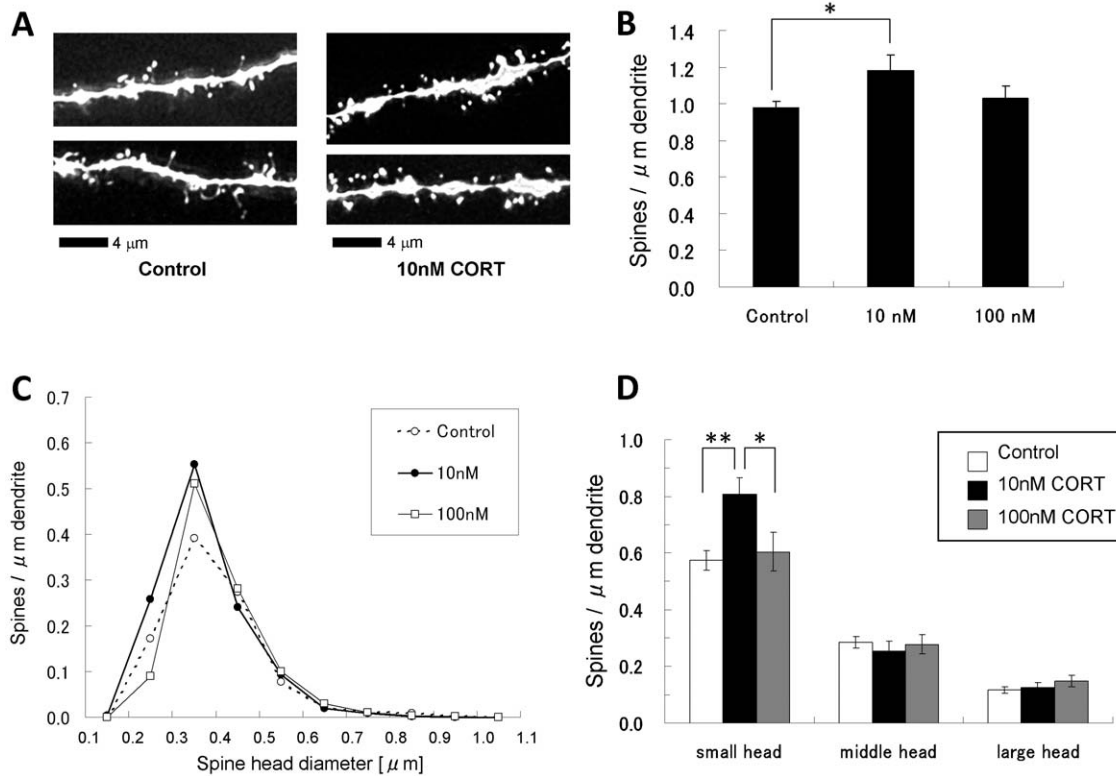 A
4 μm
4 μm
Control
10nM CORT
B
*
Spines / μm dendrite
1.4
1.2
1.0
0.8
0.6
0.4
0.2
0.0
Control
10 nM
100 nM
C
Spines / μm dendrite
0.7
0.6
0.5
0.4
0.3
0.2
0.1
0.0
Control
10nM
100nM
0.1 0.2 0.3 0.4 0.5 0.6 0.7 0.8 0.9 1.0 1.1
Spine head diameter [ μm]
D
** *
Control
10nM CORT
100nM CORT
Spines / μm dendrite
1.0
0.8
0.6
0.4
0.2
0.0
small head
middle head
large head